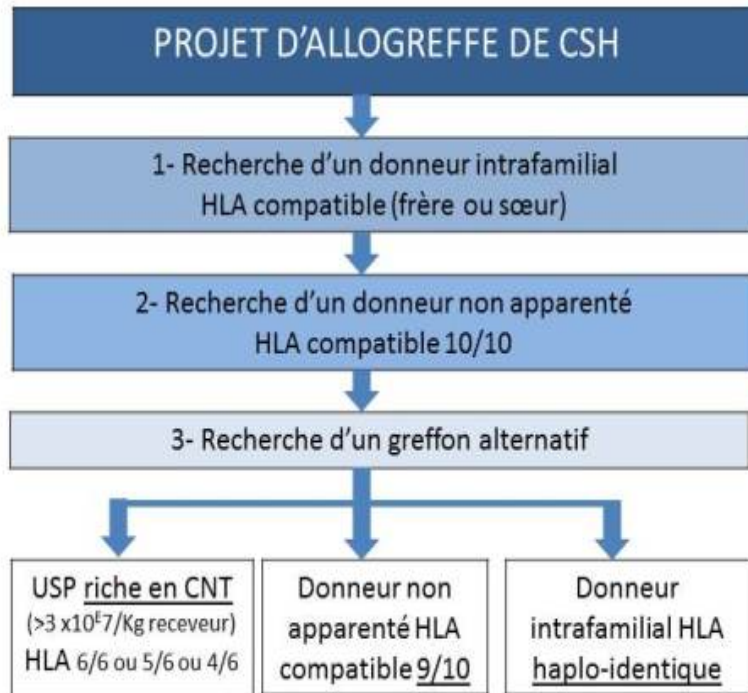 PROJET D'ALLOGREFFE DE CSH
1- Recherche d'un donneur intrafamilial
HLA compatible (frère ou sœur)
2- Recherche d'un donneur non apparenté
HLA compatible 10/10
3- Recherche d'un greffon alternatif
USP riche en CNT
(>3 x10ᴱ7/Kg receveur)
HLA 6/6 ou 5/6 ou 4/6
Donneur non
apparenté HLA
compatible 9/10
Donneur
intrafamilial HLA
haplo-identique